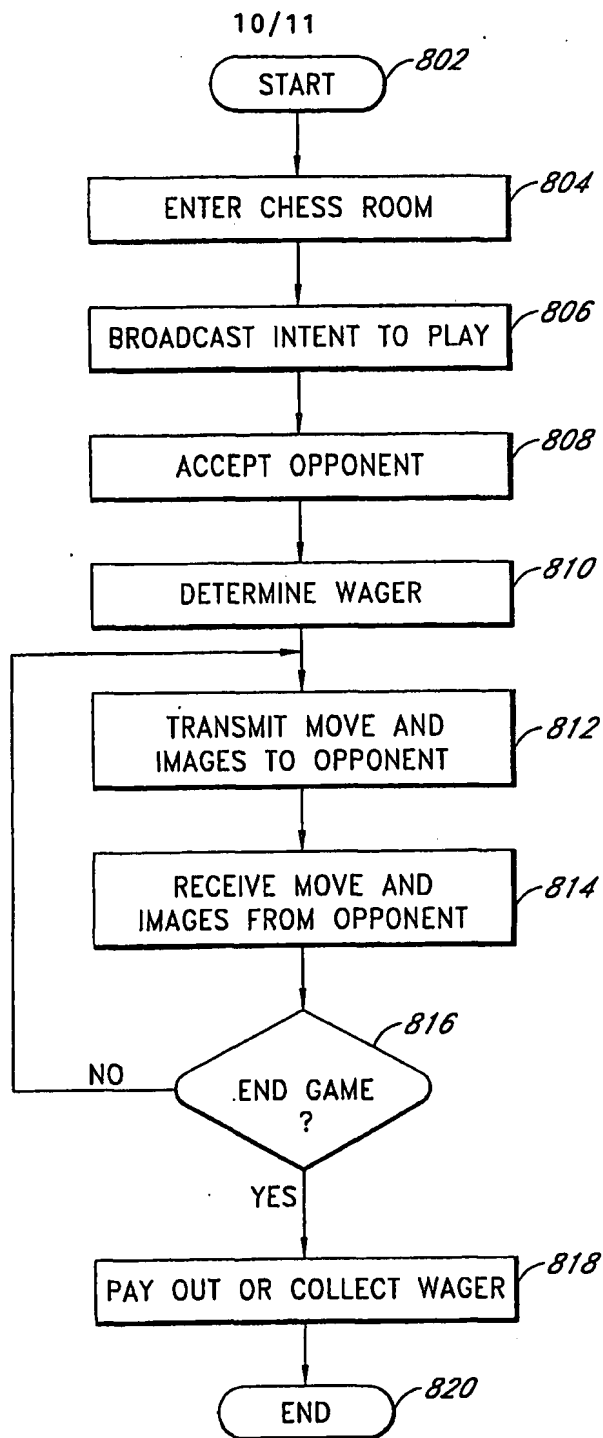 10/11
START
802
ENTER CHESS ROOM
804
BROADCAST INTENT TO PLAY
806
ACCEPT OPPONENT
808
DETERMINE WAGER
810
TRANSMIT MOVE AND
IMAGES TO OPPONENT
812
RECEIVE MOVE AND
IMAGES FROM OPPONENT
814
816
NO
END GAME
?
YES
PAY OUT OR COLLECT WAGER
818
END
820